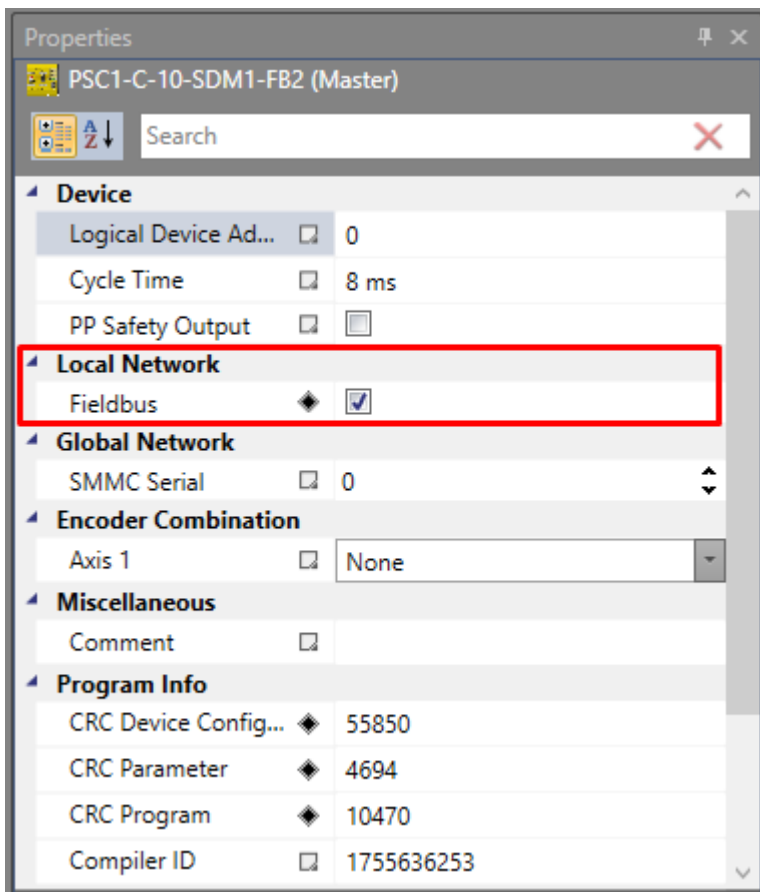 Properties
PSC1-C-10-SDM1-FB2 (Master)
Search
Device
Logical Device Ad... 0
Cycle Time 8 ms
PP Safety Output
Local Network
Fieldbus
Global Network
SMMC Serial 0
Encoder Combination
Axis 1 None
Miscellaneous
Comment
Program Info
CRC Device Config... 55850
CRC Parameter 4694
CRC Program 10470
Compiler ID 1755636253